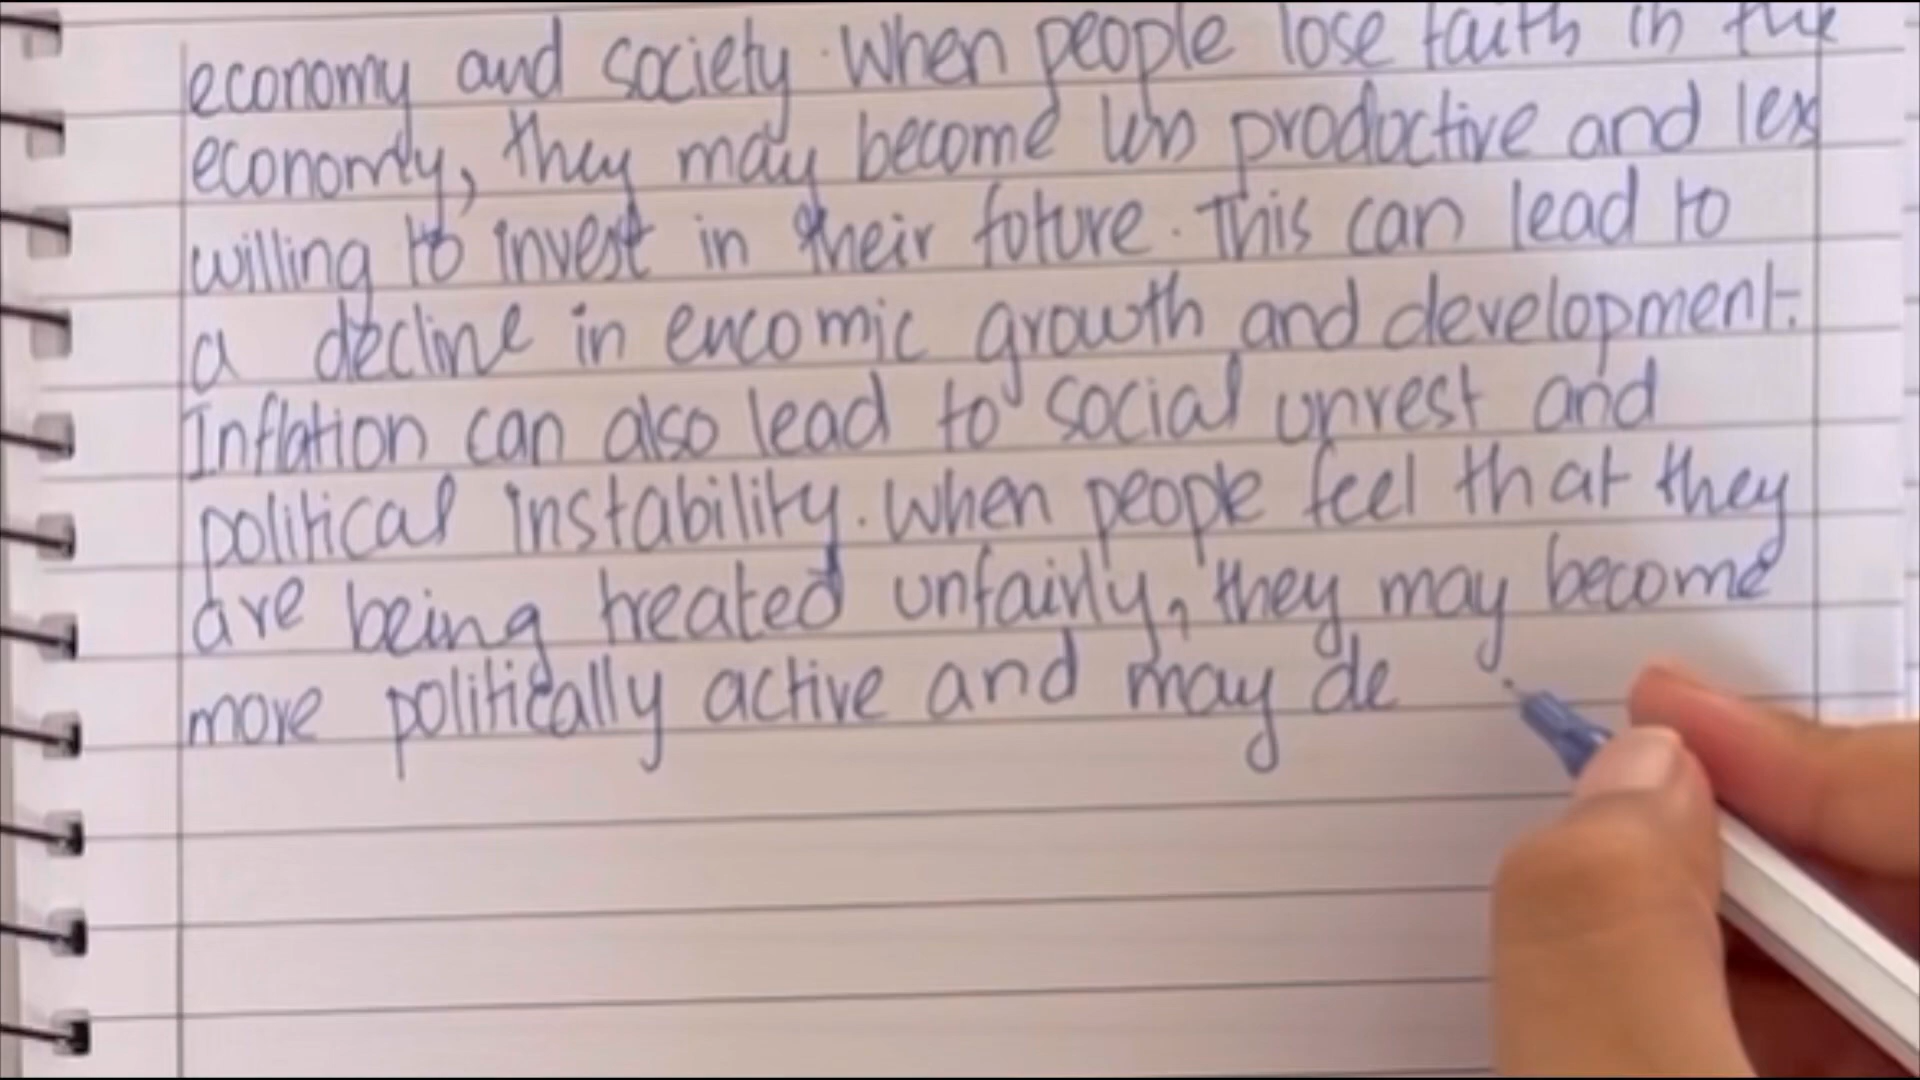 economy and society. When people lose faith in the
economy, they may become less productive and less
willing to invest in their future. This can lead to
a decline in encomic growth and development.
Inflation can also lead to social unrest and
political instability. When people feel that they
are being treated unfairly, they may become
more politically active and may de